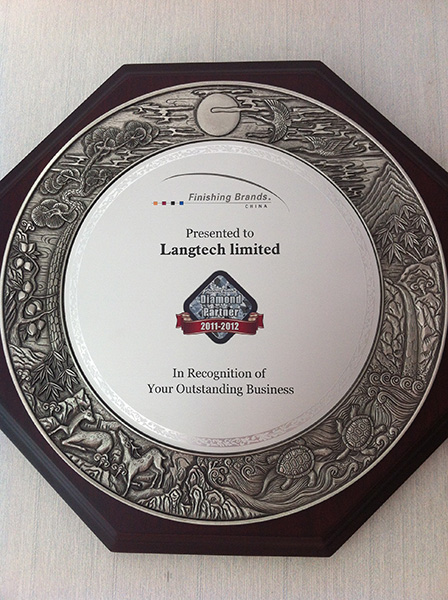 Finishing Brands.
CHINA
Presented to
Langtech limited
Diamond
Partner
2011-2012
In Recognition of
Your Outstanding Business